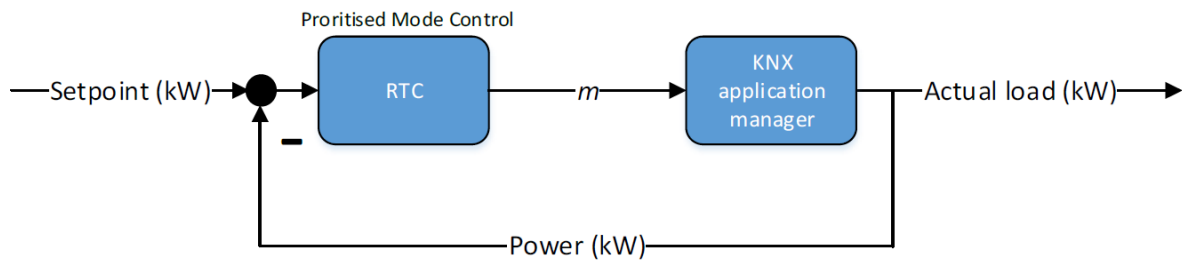 Proritised Mode Control
Setpoint (kW)
RTC
m
KNX
application
manager
Actual load (kW)
–
Power (kW)